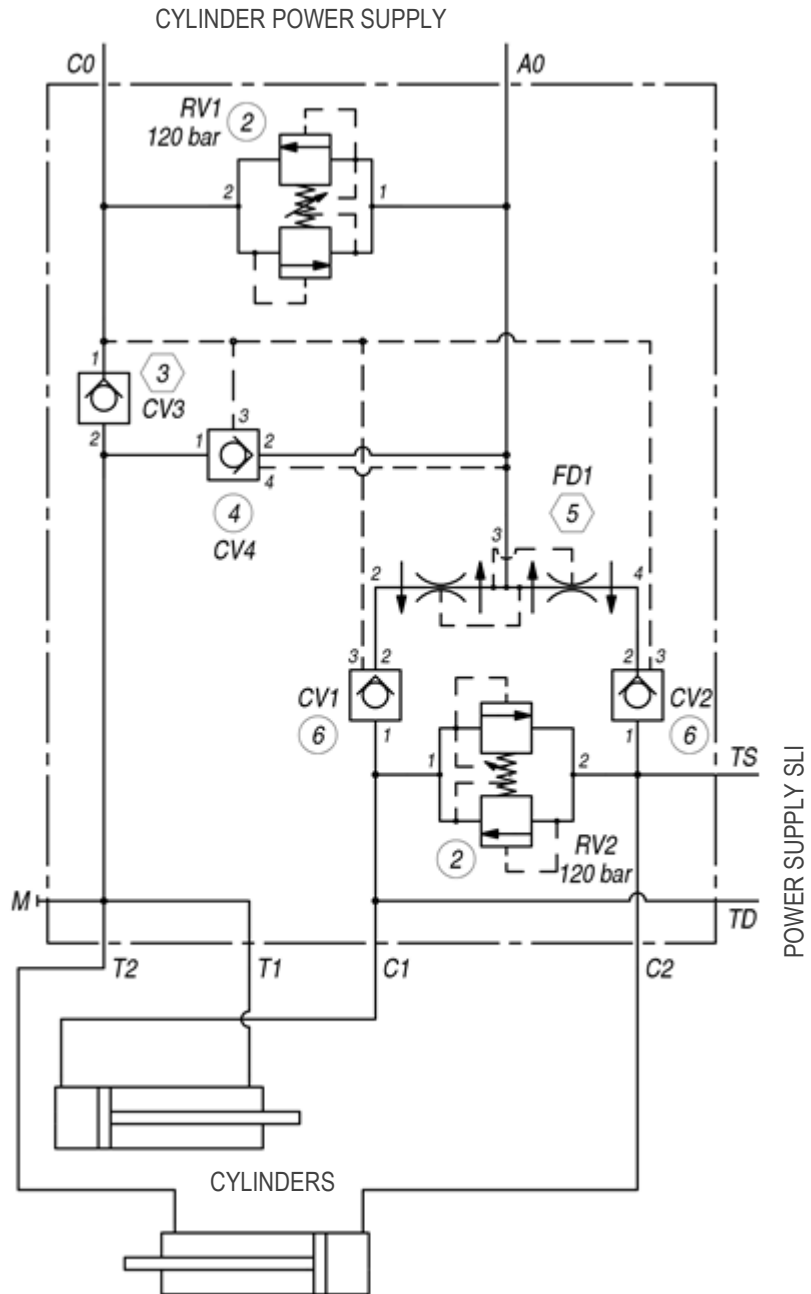 CYLINDER POWER SUPPLY
C0
A0
RV1
120 bar
2
2
1
1
3
CV3
2
3
1
2
4
4
CV4
FD1
5
3
2
4
3
2
2
3
CV1
6
1
CV2
6
1
1
2
TS
2
RV2
120 bar
POWER SUPPLY SLI
M
TD
T2
T1
C1
C2
CYLINDERS